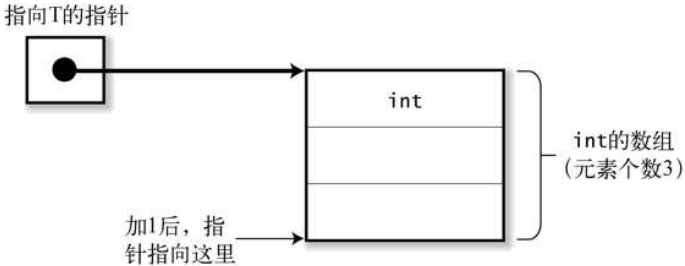 指向T的指针
int
int的数组
（元素个数3）
加1后，指
针指向这里